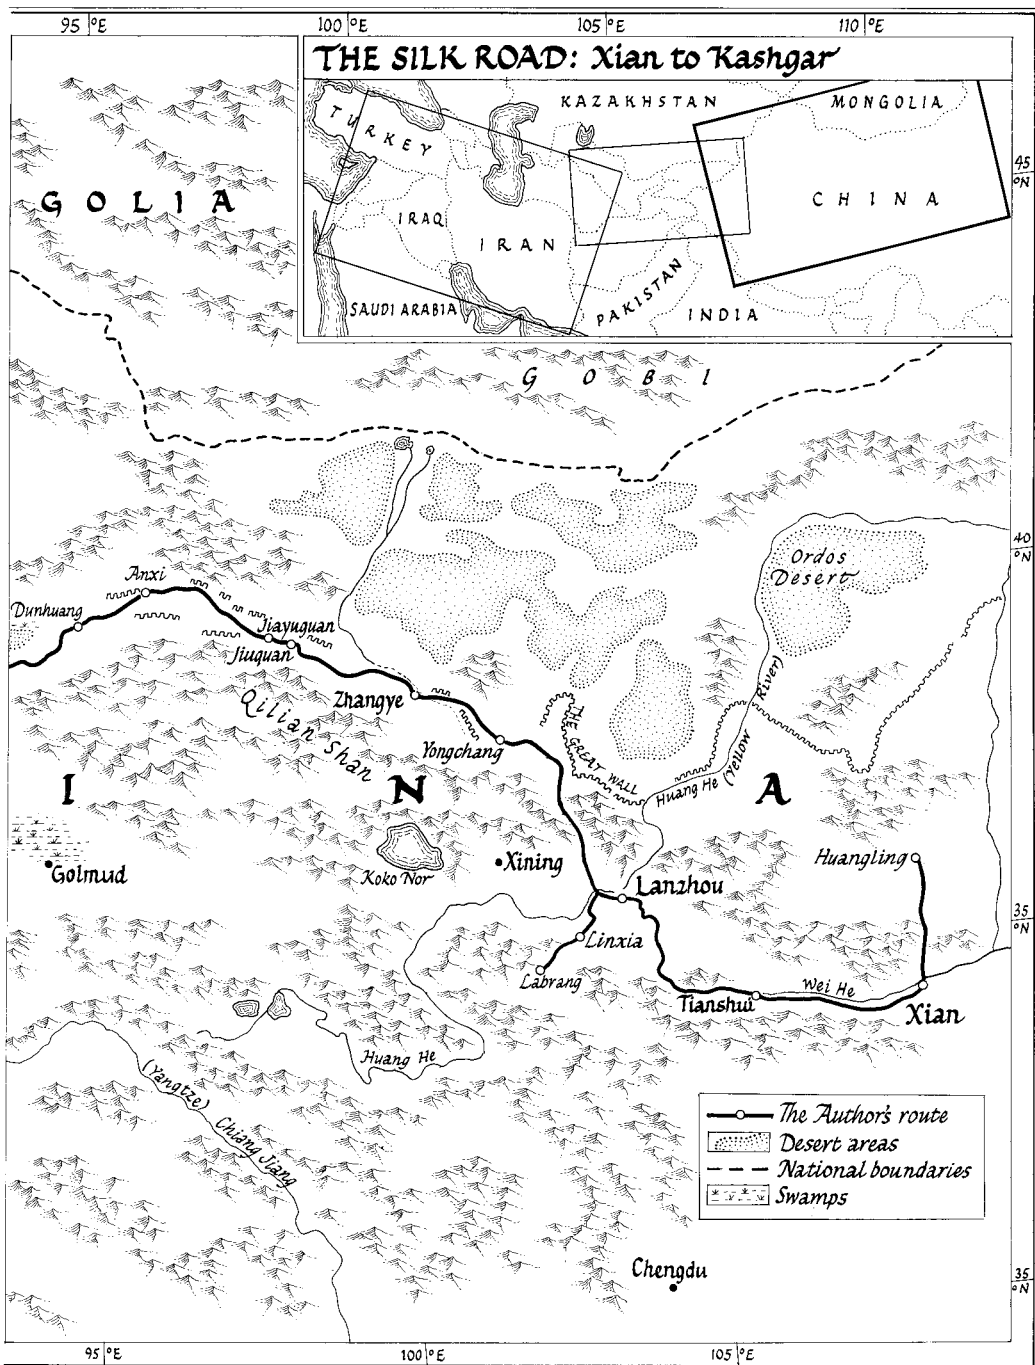 95 °E
100 °E
105 °E
110 °E
THE SILK ROAD: Xian to Kashgar
KAZAKHSTAN
MONGOLIA
TURKEY
CHINA
IRAQ
IRAN
SAUDI ARABIA
PAKISTAN
INDIA
45 °N
GOLIA
GOBI
40 °N
Ordos
Desert
Anxi
Dunhuang
Jiayuguan
Jiuquan
Zhangye
Qilian Shan
Yongchang
THE GREAT WALL
Huang He (Yellow River)
I N A
Golmud
Koko Nor
Xining
Huangling
Lanzhou
35 °N
Linxia
Labrang
Tianshui
Wei He
Xian
Huang He
(Yangtze) Chiang Jiang
The Author's route
Desert areas
National boundaries
Swamps
Chengdu
35 °N
95 °E
100 °E
105 °E